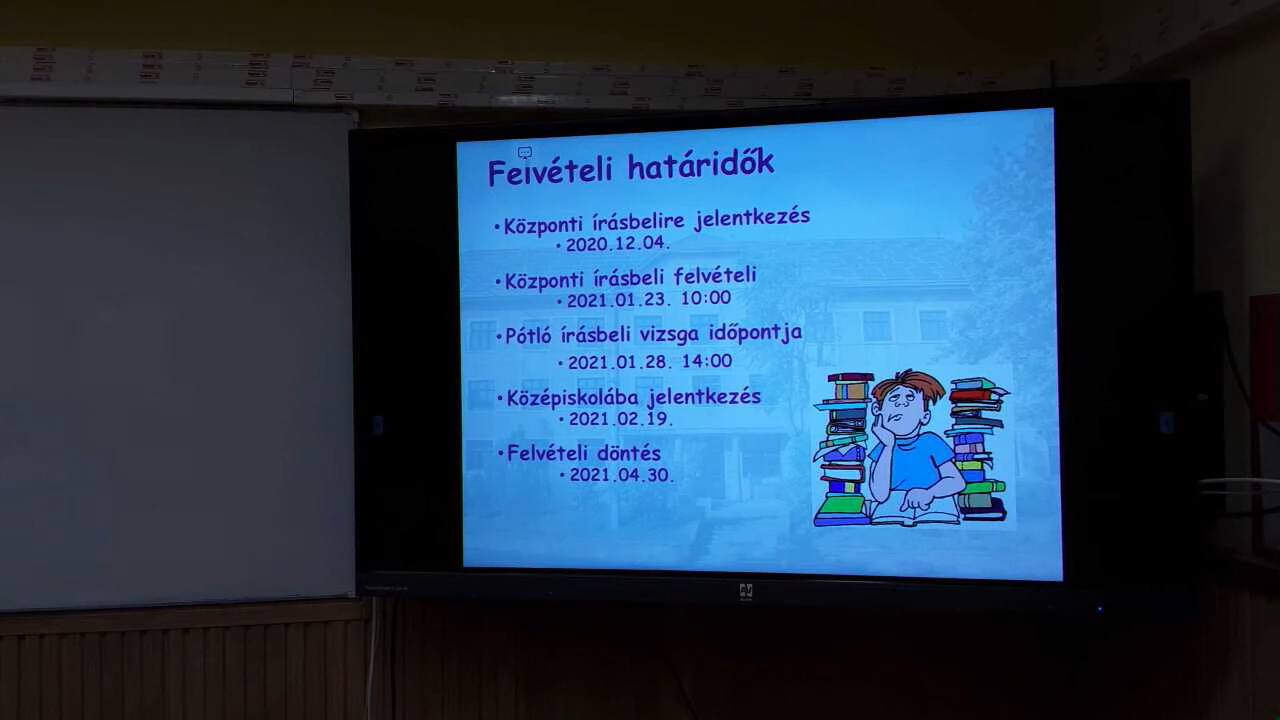 Felvételi határidők
• Központi írásbelire jelentkezés
• 2020.12.04.
• Központi írásbeli felvételi
• 2021.01.23. 10:00
• Pótló írásbeli vizsga időpontja
• 2021.01.28. 14:00
• Középiskolába jelentkezés
• 2021.02.19.
• Felvételi döntés
• 2021.04.30.